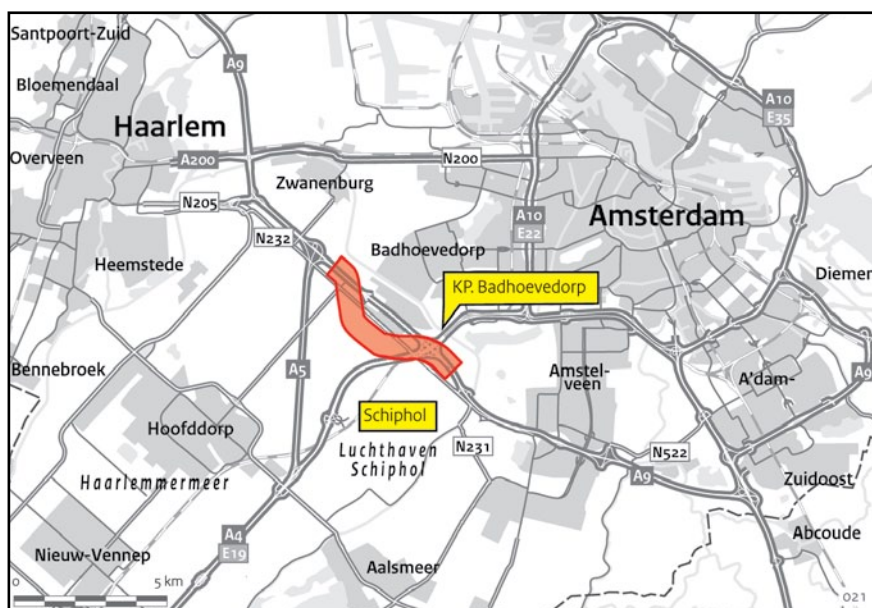 Santpoort-Zuid
Bloemendaal
A9
A10
E35
Haarlem
Overveen
A200
N200
Zwanenburg
N205
A10
E22
Amsterdam
N232
Badhoevedorp
Heemstede
Diemen
KP. Badhoevedorp
Bennebroek
A5
Amstel-
veen
A'dam-
A9
Schiphol
Hoofddorp
Luchthaven
Schiphol
N231
N522
Haarlemmermeer
A9
Zuidoost
A4
E19
Abcoude
Nieuw-Vennep
Aalsmeer
0
5 km
021